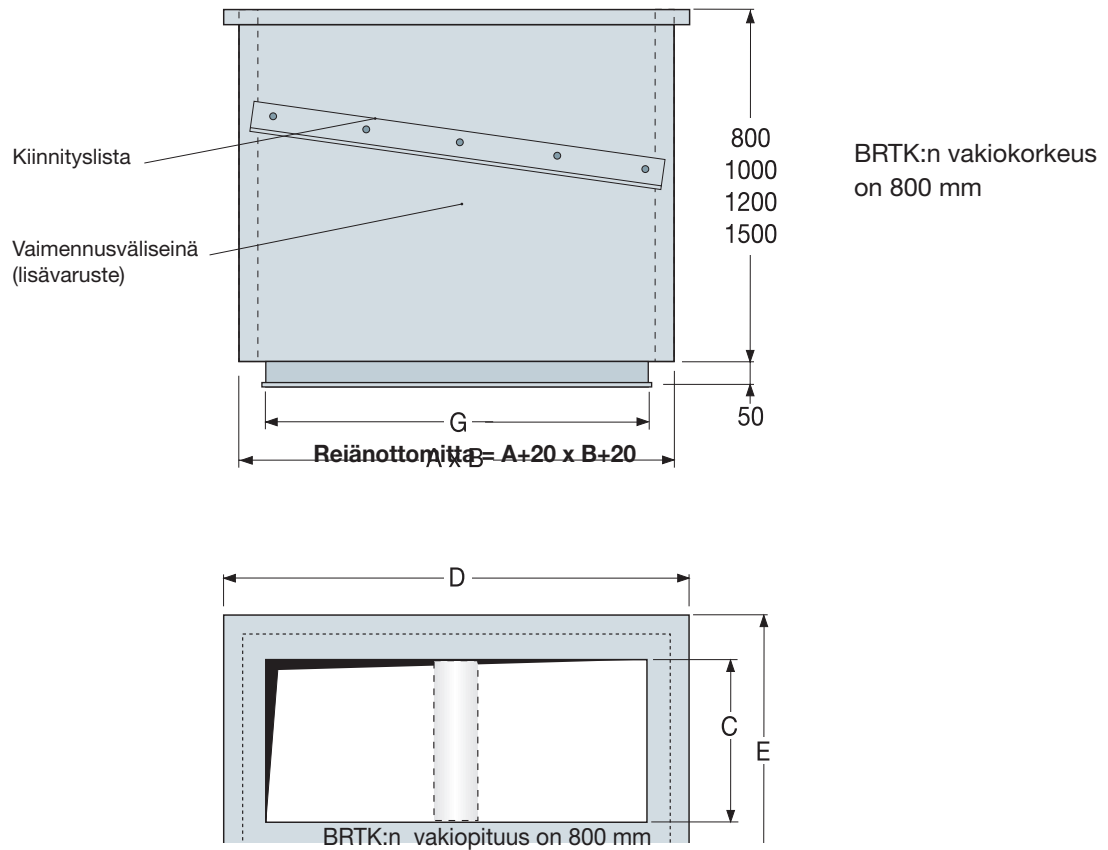 Kiinnityslista
Vaimennusväliseinä
(lisävaruste)
800
1000
1200
1500
BRTK:n vakiokorkeus
on 800 mm
50
G
Reiänottomitta = A+20 x B+20
A x B
D
C
E
BRTK:n vakiopituus on 800 mm